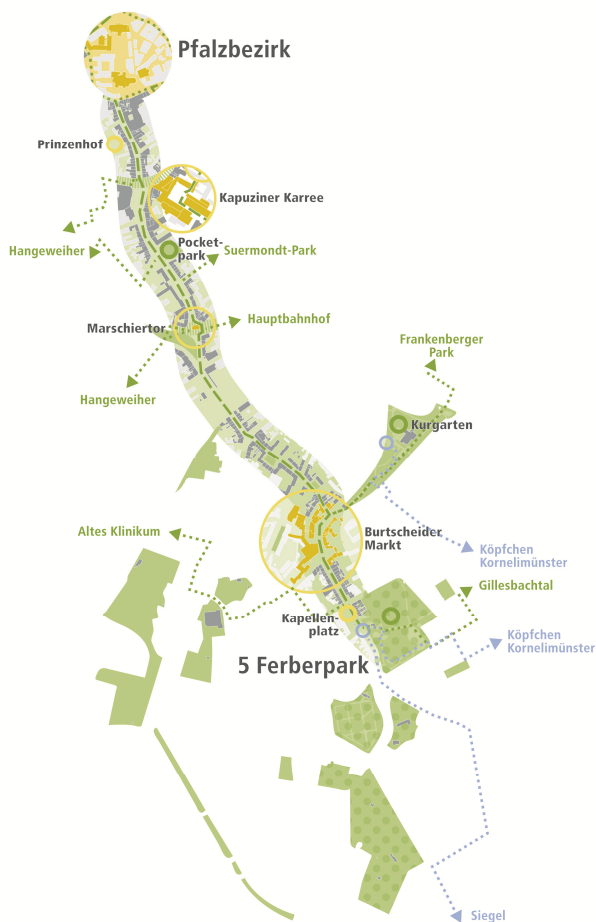 Pfalzbezirk
Prinzenhof
Kapuziner Karree
Hangeweiher
Pocket-
park
Suermondt-Park
Marschiertor
Hauptbahnhof
Frankenberger
Park
Hangeweiher
Kurgarten
Altes Klinikum
Burtscheider
Markt
Köpfchen
Kornelimünster
Gillesbachtal
Kapellen-
platz
Köpfchen
Kornelimünster
5 Ferberpark
Siegel